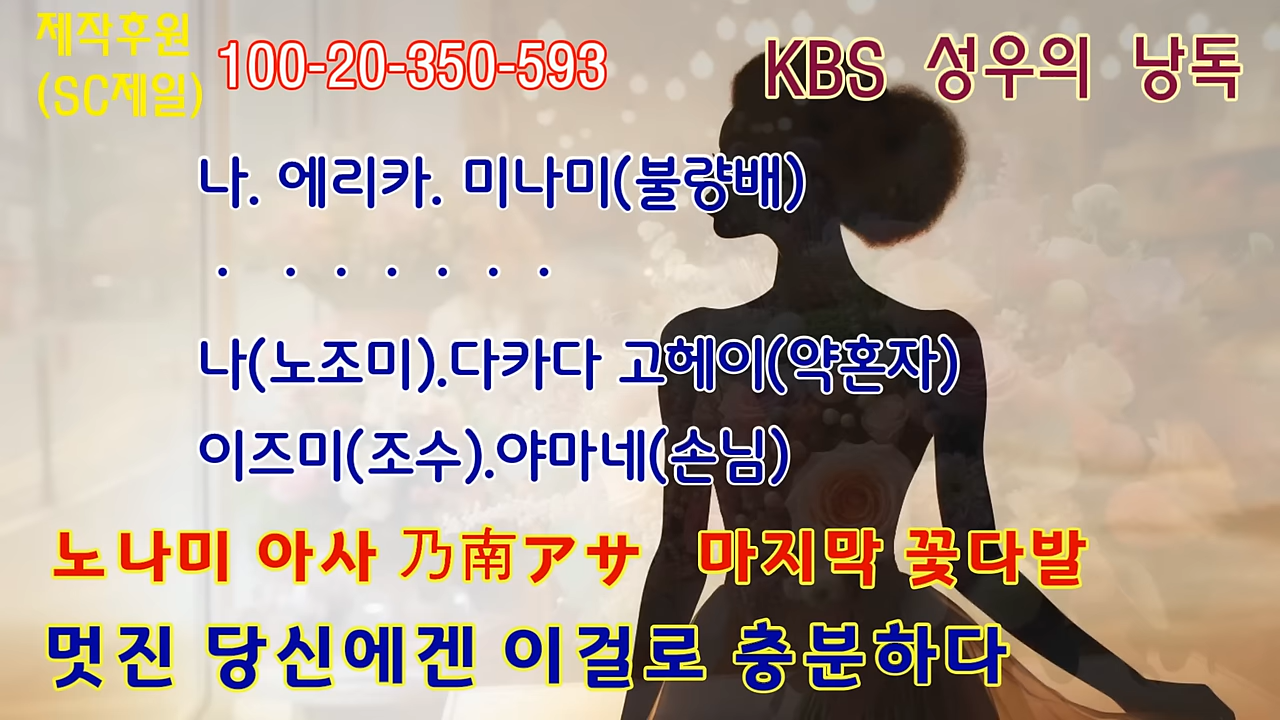 제작후원
(SC제일)
100-20-350-593
KBS 성우의 낭독
나. 에리카. 미나미(불량배)
· · · · · · ·
나(노조미).다카다 고헤이(약혼자)
이즈미(조수).야마네(손님)
노나미 아사 乃南アサ 마지막 꽃다발
멋진 당신에겐 이걸로 충분하다